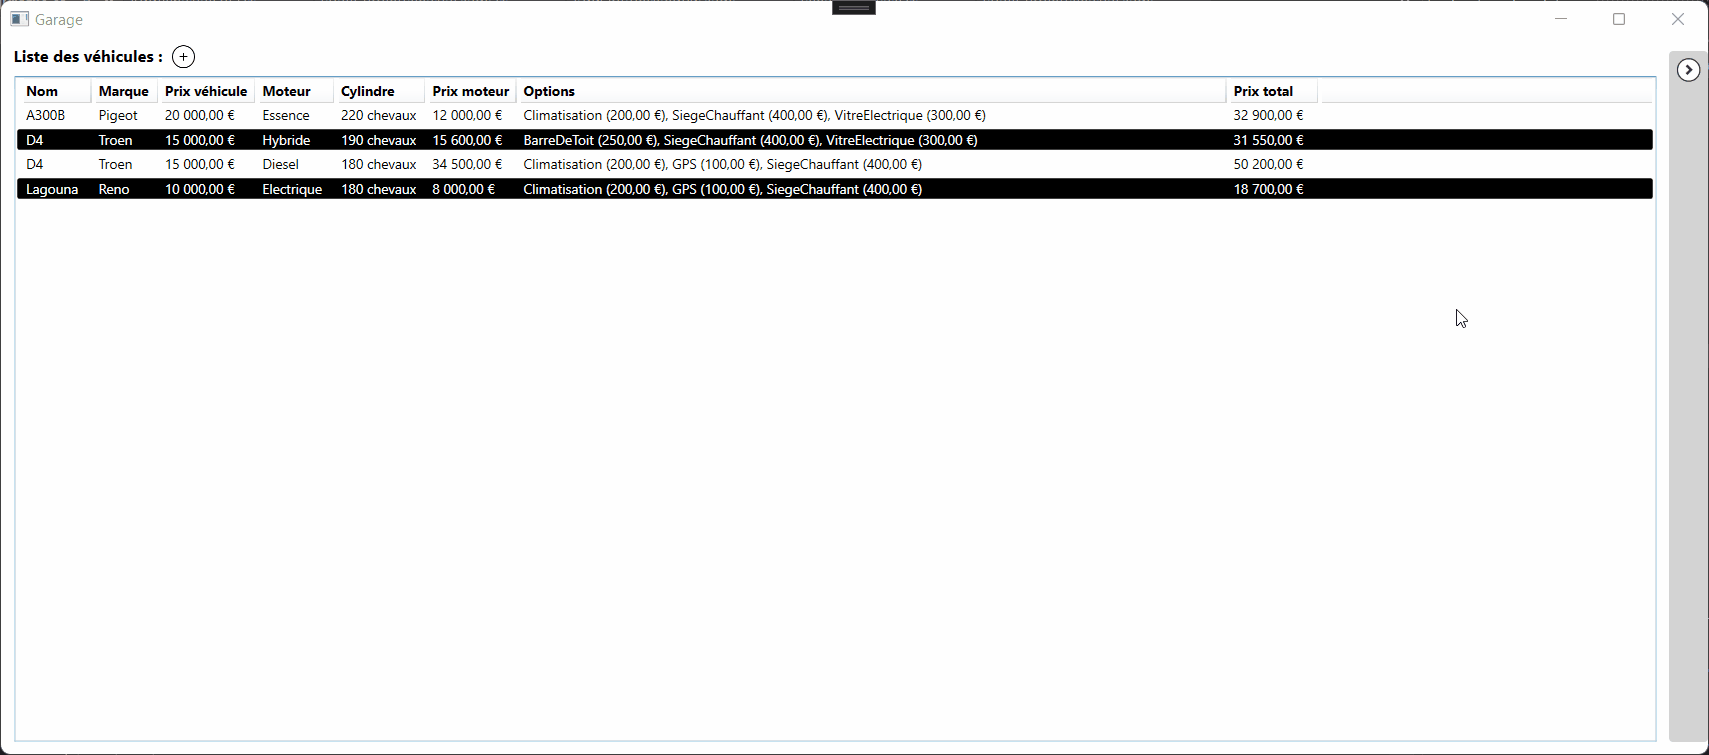 Garage
Liste des véhicules :
Nom Marque Prix véhicule Moteur Cylindre Prix moteur Options Prix total
A300B Pigeot 20 000,00 € Essence 220 chevaux 12 000,00 € Climatisation (200,00 €), SiegeChauffant (400,00 €), VitreElectrique (300,00 €) 32 900,00 €
D4 Troen 15 000,00 € Hybride 190 chevaux 15 600,00 € BarreDeToit (250,00 €), SiegeChauffant (400,00 €), VitreElectrique (300,00 €) 31 550,00 €
D4 Troen 15 000,00 € Diesel 180 chevaux 34 500,00 € Climatisation (200,00 €), GPS (100,00 €), SiegeChauffant (400,00 €) 50 200,00 €
Lagouna Reno 10 000,00 € Electrique 180 chevaux 8 000,00 € Climatisation (200,00 €), GPS (100,00 €), SiegeChauffant (400,00 €) 18 700,00 €